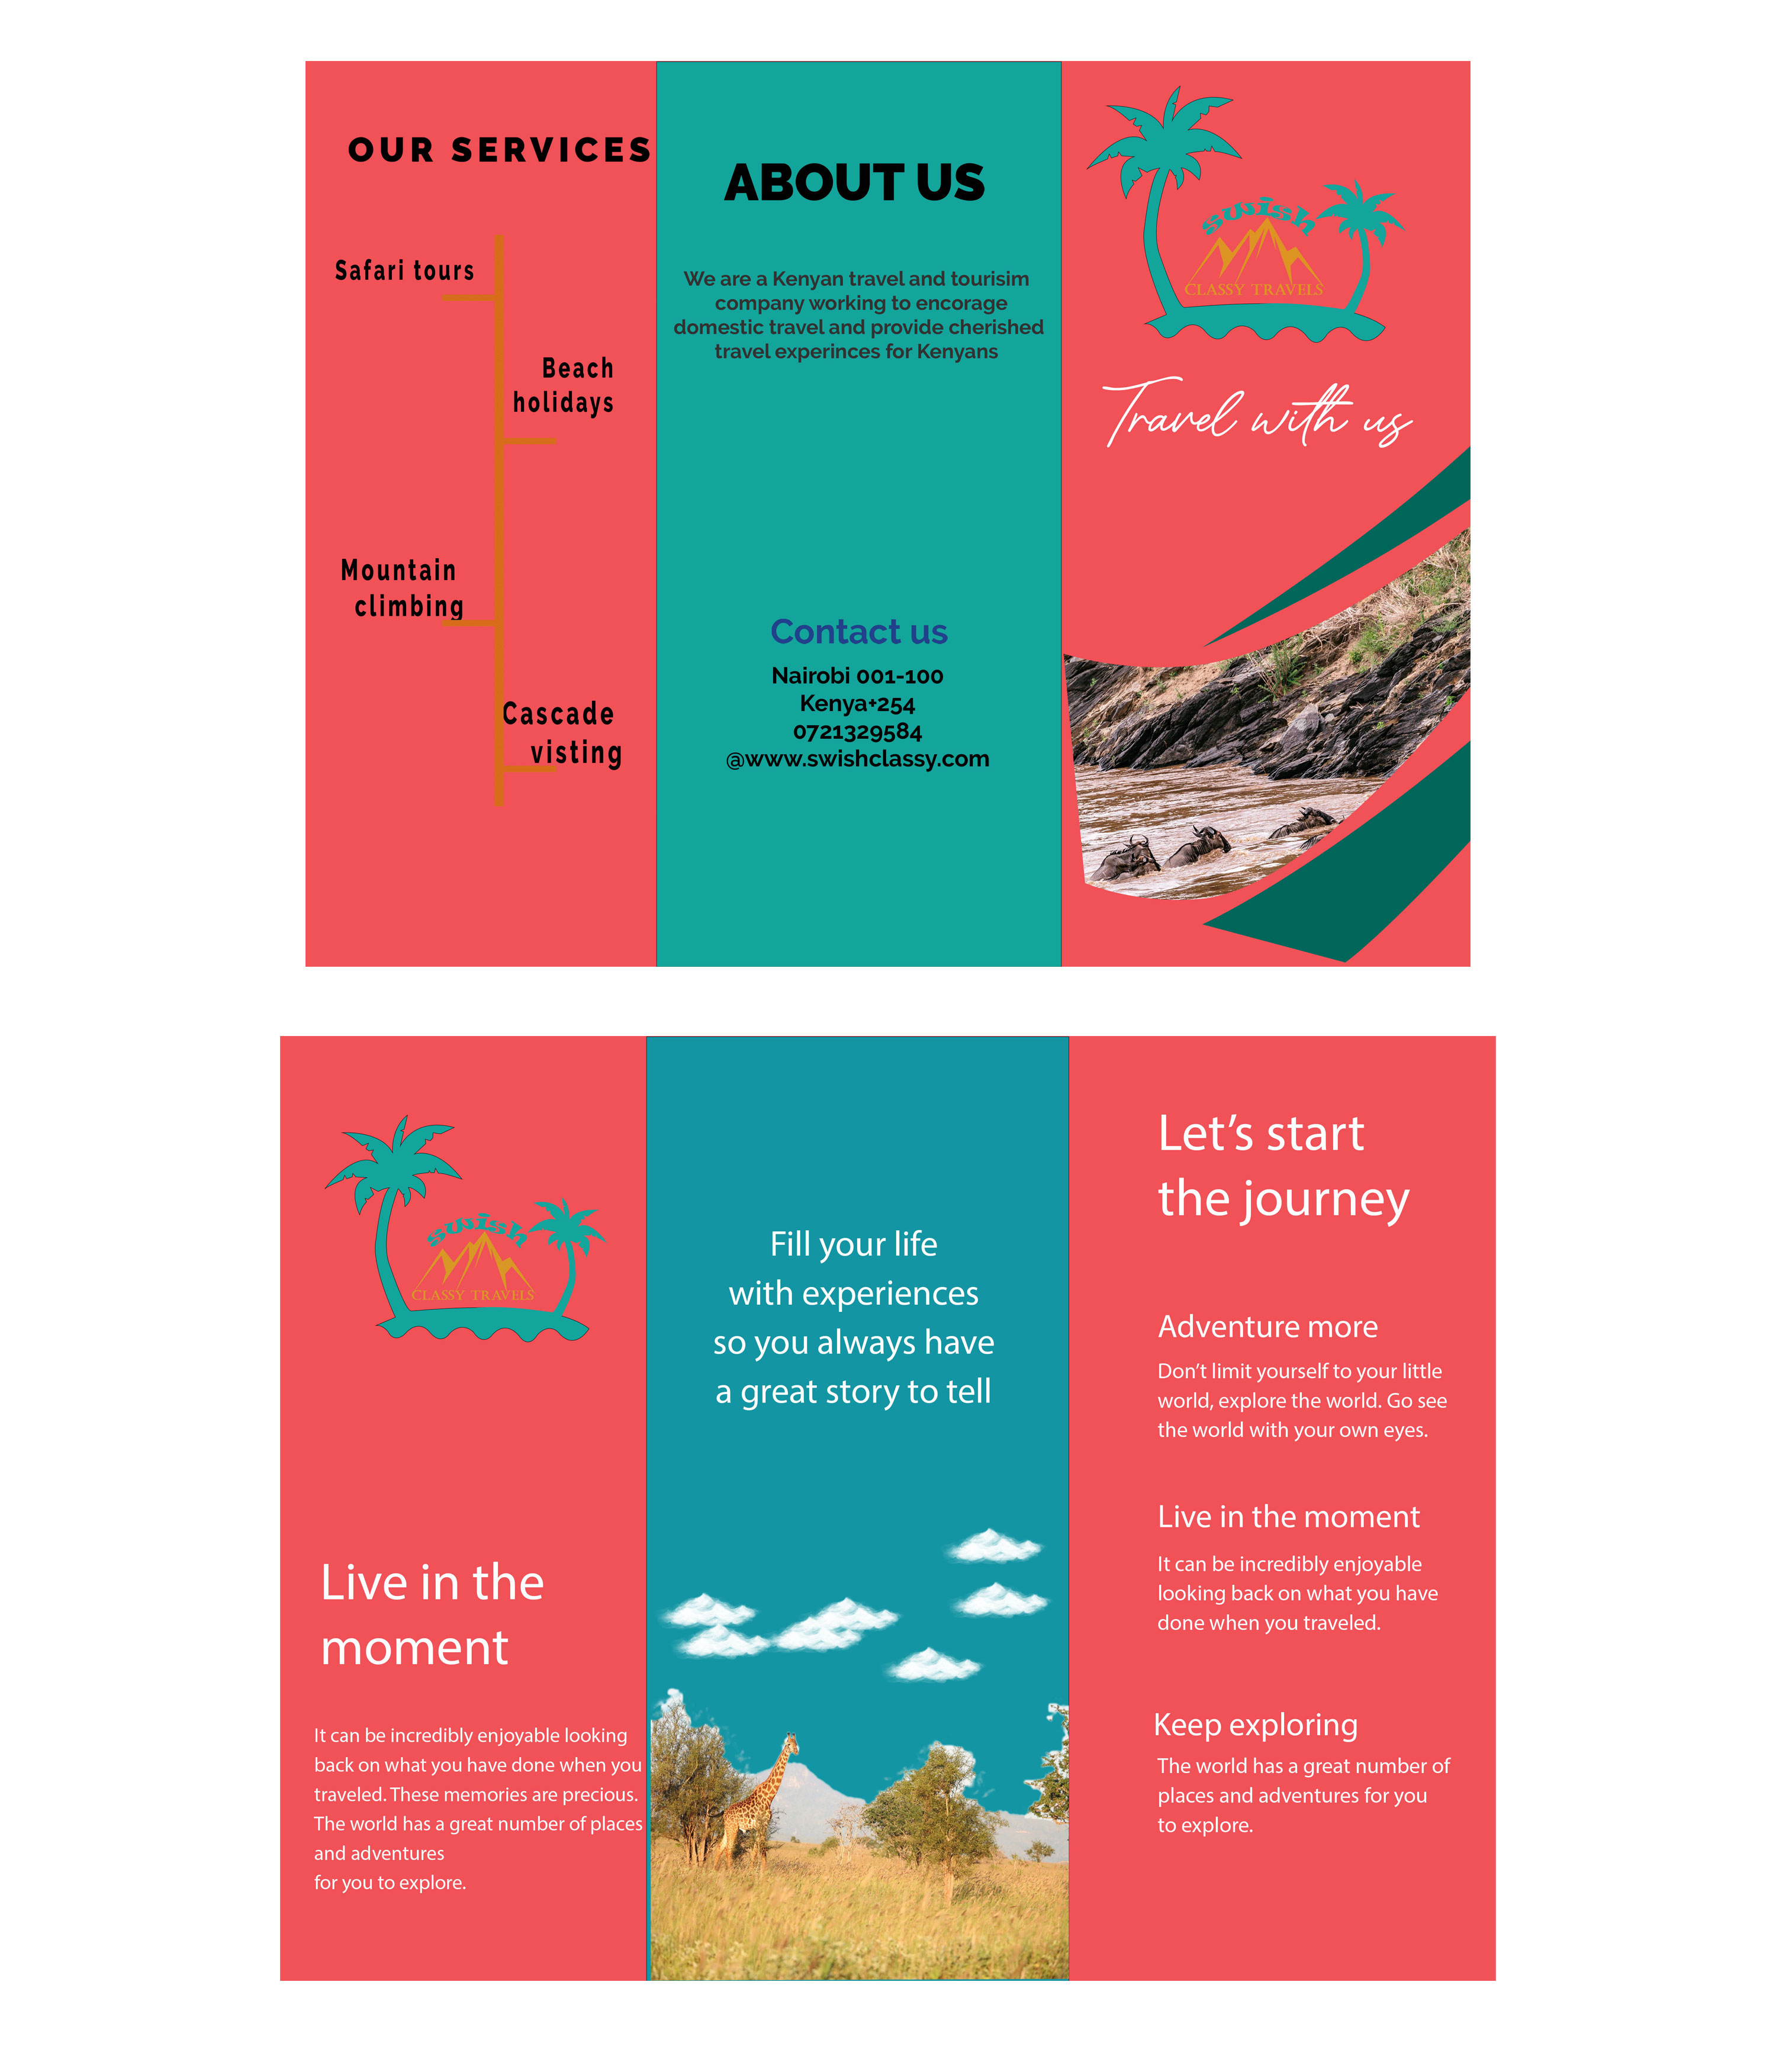 OUR SERVICES
Safari tours
Beach
holidays
Mountain
climbing
Cascade
visting
ABOUT US
We are a Kenyan travel and tourisim
company working to encorage
domestic travel and provide cherished
travel experinces for Kenyans
Contact us
Nairobi 001-100
Kenya+254
0721329584
@www.swishclassy.com
swish
CLASSY TRAVELS
Travel with us
swish
CLASSY TRAVELS
Live in the
moment
It can be incredibly enjoyable looking
back on what you have done when you
traveled. These memories are precious.
The world has a great number of places
and adventures
for you to explore.
Fill your life
with experiences
so you always have
a great story to tell
Let's start
the journey
Adventure more
Don't limit yourself to your little
world, explore the world. Go see
the world with your own eyes.
Live in the moment
It can be incredibly enjoyable
looking back on what you have
done when you traveled.
Keep exploring
The world has a great number of
places and adventures for you
to explore.